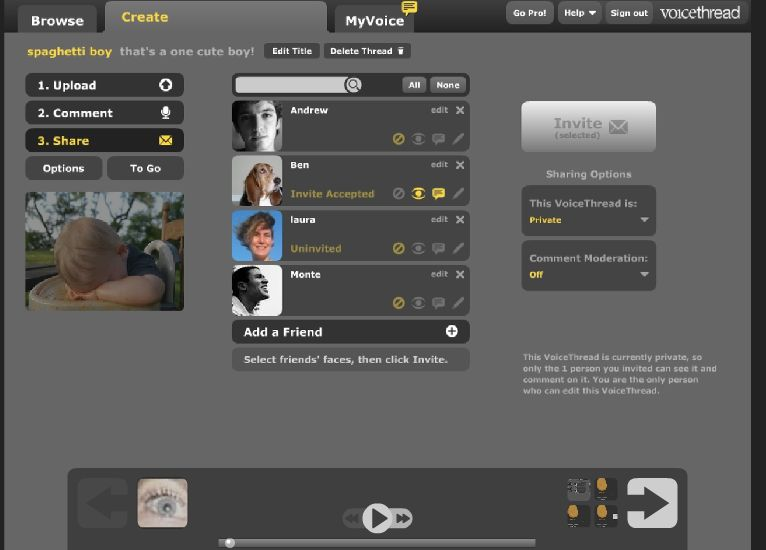 Browse
Create
MyVoice
Go Pro!
Help
Sign out
voicethread
spaghetti boy that's a one cute boy!
Edit Title
Delete Thread
1. Upload
2. Comment
3. Share
Options
To Go
All
None
Andrew
edit
Ben
edit
Invite Accepted
laura
edit
Uninvited
Monte
edit
Add a Friend
Select friends' faces, then click Invite.
Invite
(selected)
Sharing Options
This VoiceThread is:
Private
Comment Moderation:
Off
This VoiceThread is currently private, so
only the 1 person you invited can see it and
comment on it. You are the only person
who can edit this VoiceThread.